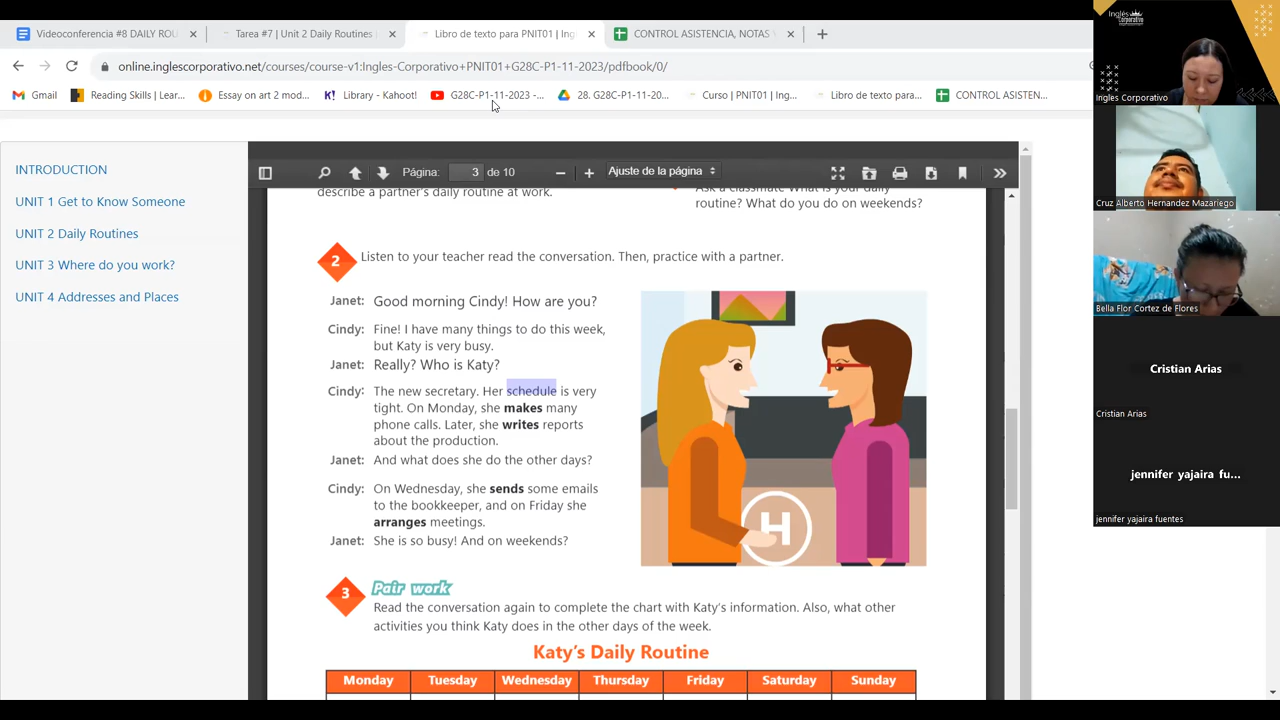 Videoconferencia #8 DAILY ROU
Tarea #7 | Unit 2 Daily Routines |
Libro de texto para PNIT01 | Ing
CONTROL ASISTENCIA, NOTAS Y
online.inglescorporativo.net/courses/course-v1:Ingles-Corporativo+PNIT01+G28C-P1-11-2023/pdfbook/0/
Gmail
Reading Skills | Lear...
Essay on art 2 mod...
Library - Kahoot!
G28C-P1-11-2023 -...
28. G28C-P1-11-20...
Curso | PNIT01 | Ing...
Libro de texto para...
CONTROL ASISTEN...
INTRODUCTION
UNIT 1 Get to Know Someone
UNIT 2 Daily Routines
UNIT 3 Where do you work?
UNIT 4 Addresses and Places
Página: 3 de 10
Ajuste de la página
describe a partner's daily routine at work.
Ask a classmate What is your daily
routine? What do you do on weekends?
2 Listen to your teacher read the conversation. Then, practice with a partner.
Janet: Good morning Cindy! How are you?
Cindy: Fine! I have many things to do this week,
but Katy is very busy.
Janet: Really? Who is Katy?
Cindy: The new secretary. Her schedule is very
tight. On Monday, she makes many
phone calls. Later, she writes reports
about the production.
Janet: And what does she do the other days?
Cindy: On Wednesday, she sends some emails
to the bookkeeper, and on Friday she
arranges meetings.
Janet: She is so busy! And on weekends?
H
3 Pair work
Read the conversation again to complete the chart with Katy's information. Also, what other
activities you think Katy does in the other days of the week.
Katy's Daily Routine
Monday Tuesday Wednesday Thursday Friday Saturday Sunday
Inglés
Corporativo
Ingles Corporativo
Cruz Alberto Hernandez Mazariego
Bella Flor Cortez de Flores
Cristian Arias
Cristian Arias
jennifer yajaira fu...
jennifer yajaira fuentes